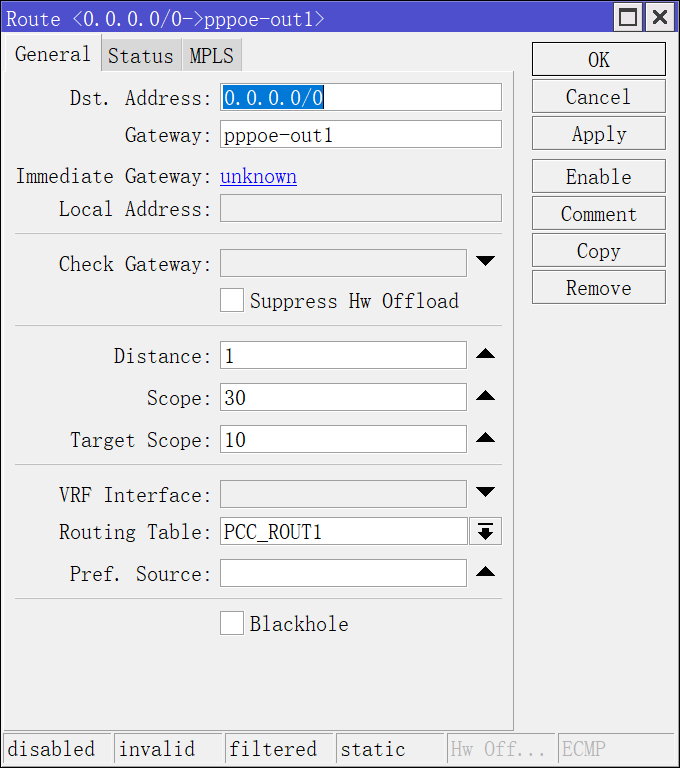 Route <0.0.0.0/0->pppoe-out1>
General Status MPLS
Dst. Address: 0.0.0.0/0
Gateway: pppoe-out1
Immediate Gateway: unknown
Local Address:
Check Gateway:
Suppress Hw Offload
Distance: 1
Scope: 30
Target Scope: 10
VRF Interface:
Routing Table: PCC_ROUT1
Pref. Source:
Blackhole
OK
Cancel
Apply
Enable
Comment
Copy
Remove
disabled invalid filtered static Hw Off... ECMP